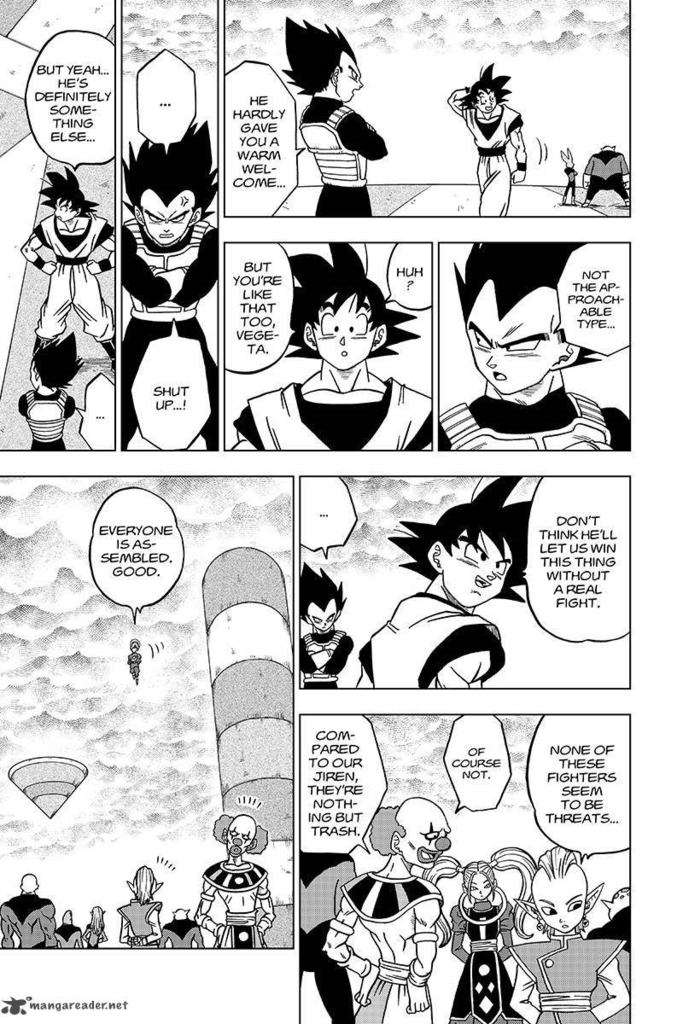 HE
HARDLY
GAVE
YOU A
WARM
WEL-
COME...
...
SHUT
UP...!
BUT YEAH...
HE'S
DEFINITELY
SOME-
THING
ELSE...
...
NOT
THE AP-
PROACH-
ABLE
TYPE...
HUH
?
BUT
YOU'RE
LIKE
THAT
TOO,
VEGE-
TA.
DON'T
THINK HE'LL
LET US WIN
THIS THING
WITHOUT
A REAL
FIGHT.
...
NONE OF
THESE
FIGHTERS
SEEM
TO BE
THREATS...
OF
COURSE
NOT.
COM-
PARED
TO OUR
JIREN,
THEY'RE
NOTH-
ING BUT
TRASH.
EVERYONE
IS AS-
SEMBLED.
GOOD.
mangareader.net